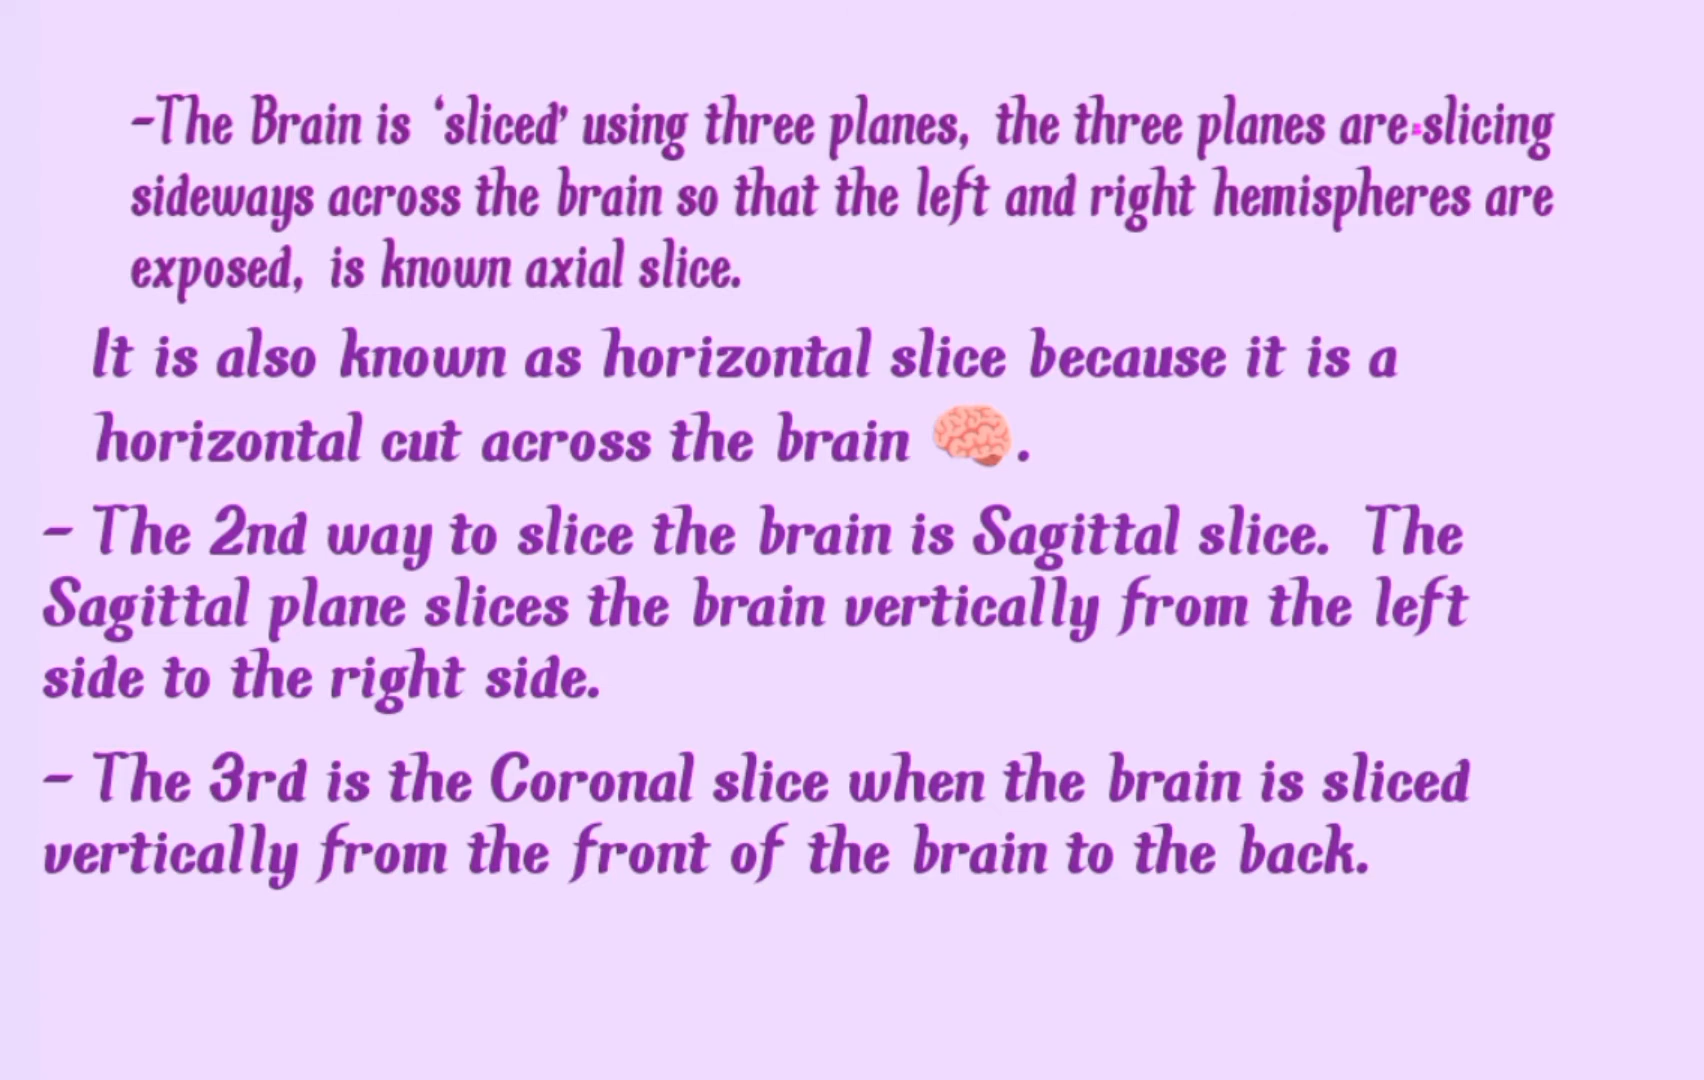 -The Brain is ‘sliced’ using three planes, the three planes are:slicing
sideways across the brain so that the left and right hemispheres are
exposed, is known axial slice.
It is also known as horizontal slice because it is a
horizontal cut across the brain 🧠.
- The 2nd way to slice the brain is Sagittal slice. The
Sagittal plane slices the brain vertically from the left
side to the right side.
- The 3rd is the Coronal slice when the brain is sliced
vertically from the front of the brain to the back.